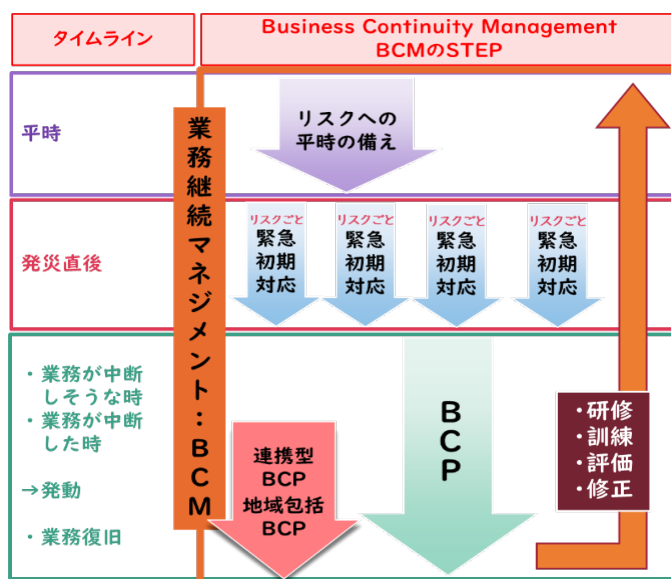 タイムライン
Business Continuity Management
BCMのSTEP
平時
リスクへの
平時の備え
業務継続マネジメント：BCM
発災直後
リスクごと
緊急
初期
対応
リスクごと
緊急
初期
対応
リスクごと
緊急
初期
対応
リスクごと
緊急
初期
対応
・業務が中断
しそうな時
・業務が中断
した時
→発動
・業務復旧
連携型
BCP
地域包括
BCP
BCP
・研修
・訓練
・評価
・修正